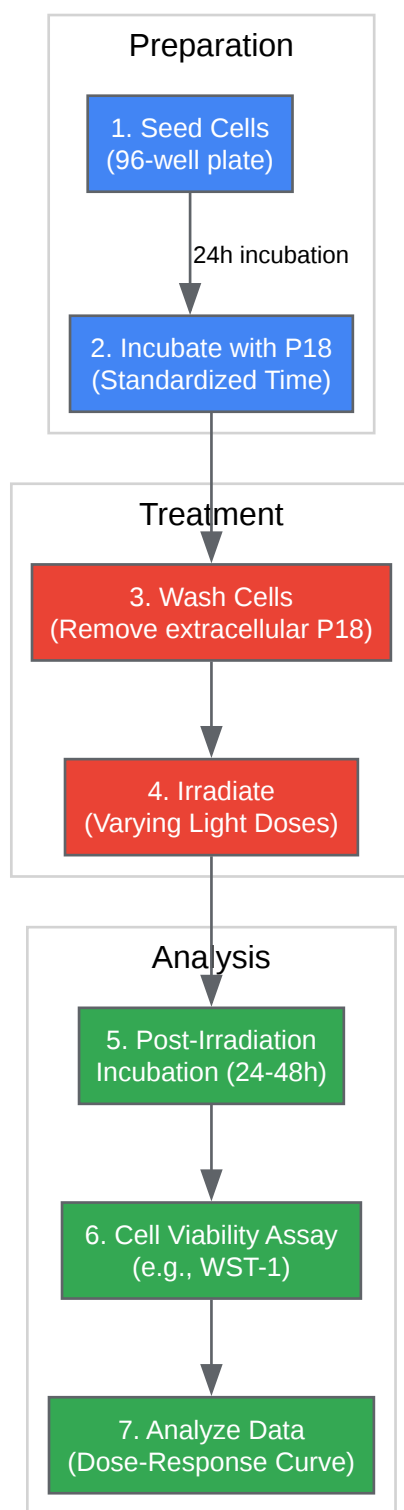 Preparation
1. Seed Cells
(96-well plate)
24h incubation
2. Incubate with P18
(Standardized Time)
Treatment
3. Wash Cells
(Remove extracellular P18)
4. Irradiate
(Varying Light Doses)
Analysis
5. Post-Irradiation
Incubation (24-48h)
6. Cell Viability Assay
(e.g., WST-1)
7. Analyze Data
(Dose-Response Curve)